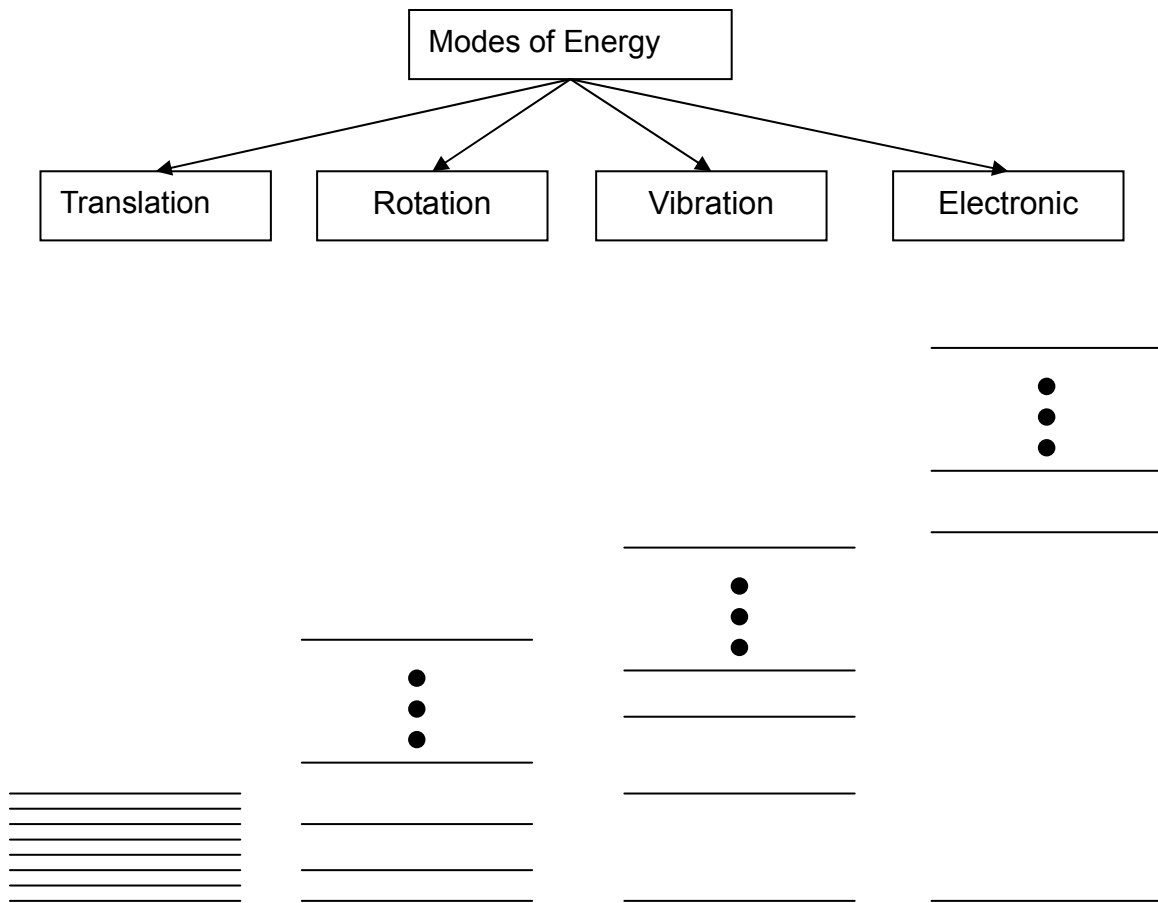 Modes of Energy
Translation
Rotation
Vibration
Electronic